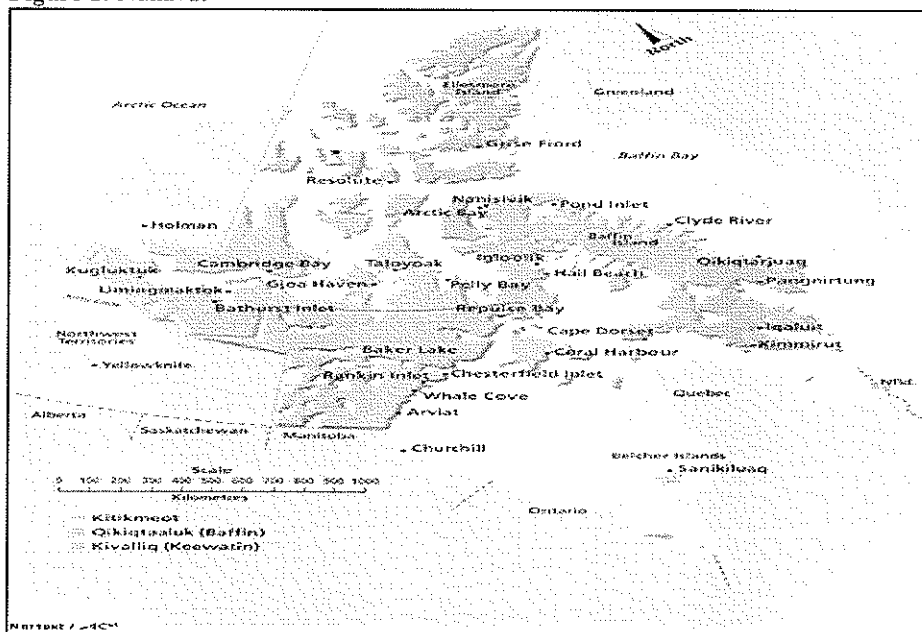 North
Ellesmere
Island
Arctic Ocean
Greenland
Grise Fiord
Baffin Bay
Resolute
Nanisivik
Pond Inlet
Arctic Bay
Clyde River
Holman
Baffin
Island
Igloolik
Qikiqtarjuaq
Cambridge Bay
Taloyoak
Kugluktuk
Hall Beach
Pangnirtung
Umingmaktok
Gjoa Haven
Pelly Bay
Bathurst Inlet
Repulse Bay
Cape Dorset
Iqaluit
Northwest
Territories
Kimmirut
Baker Lake
Coral Harbour
Yellowknife
Rankin Inlet
Chesterfield Inlet
Nfld.
Whale Cove
Quebec
Alberta
Arviat
Saskatchewan
Manitoba
Churchill
Belcher Islands
Sanikiluaq
Scale
0 100 200 300 400 500 600 700 800 900 1000
Kilometers
Ontario
Kitikmeot
Qikiqtaaluk (Baffin)
Kivalliq (Keewatin)